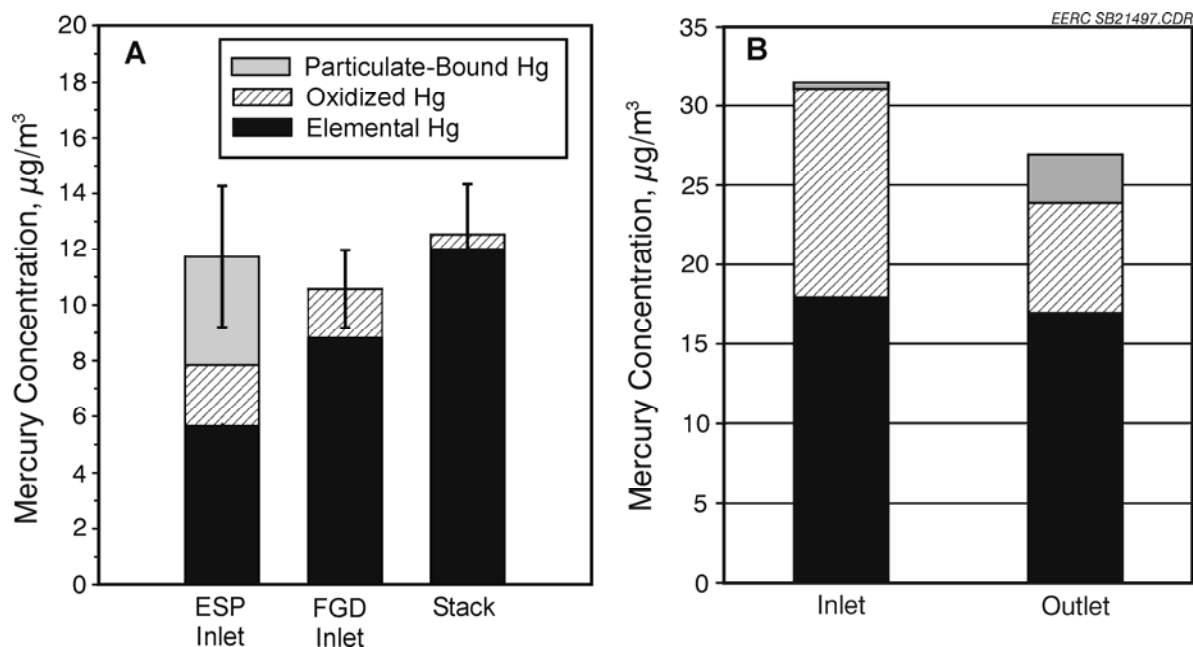 EERC SB21497.CDR
A
Particulate-Bound Hg
Oxidized Hg
Elemental Hg
Mercury Concentration, μg/m³
20
18
16
14
12
10
8
6
4
2
0
ESP Inlet
FGD Inlet
Stack
B
Mercury Concentration, μg/m³
35
30
25
20
15
10
5
0
Inlet
Outlet